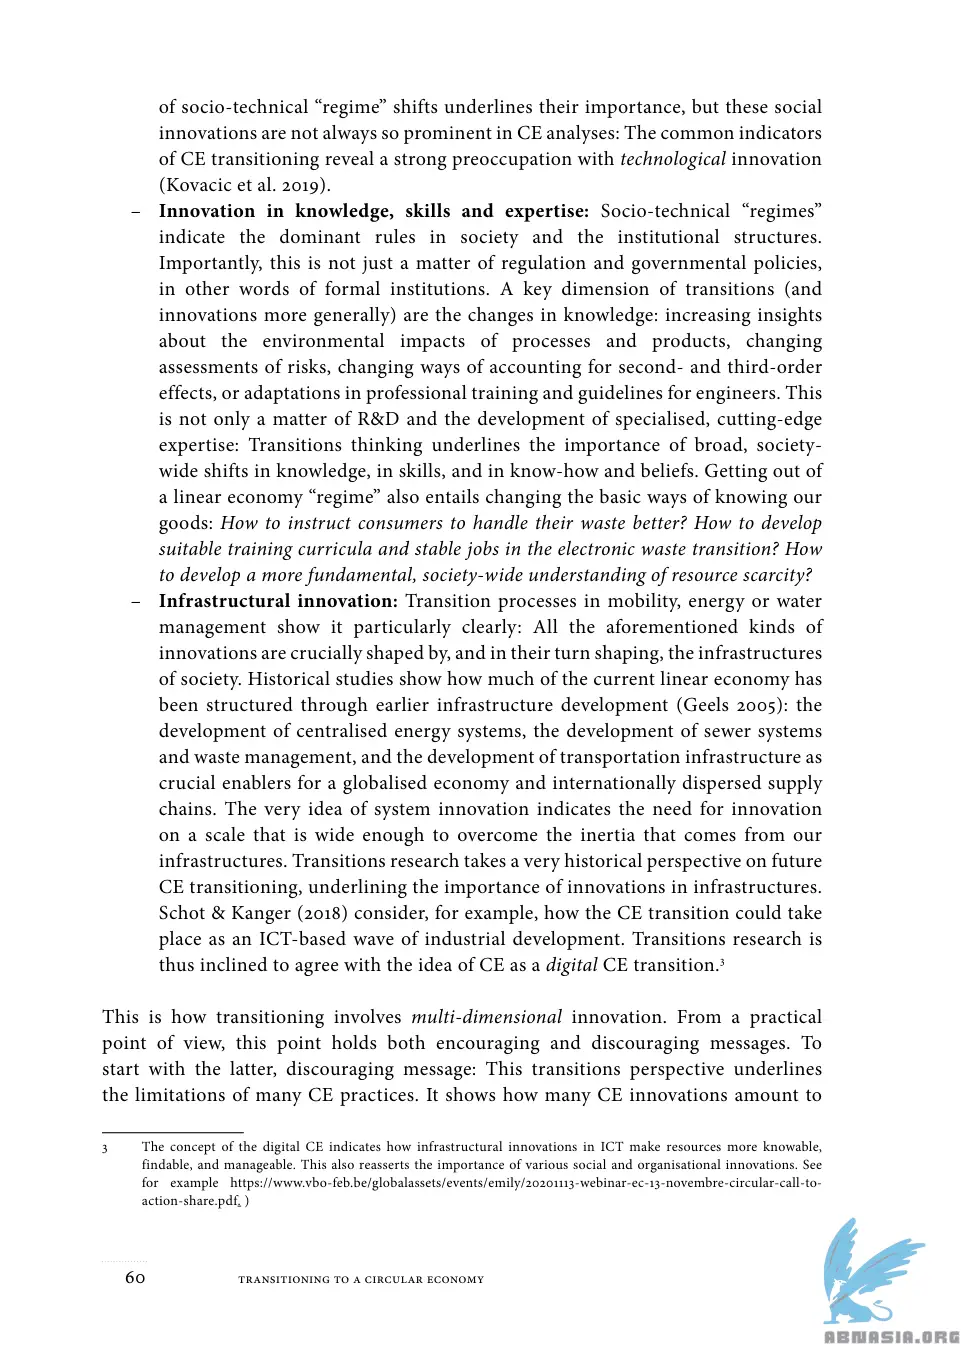 of socio-technical “regime” shifts underlines their importance, but these social
innovations are not always so prominent in CE analyses: The common indicators
of CE transitioning reveal a strong preoccupation with technological innovation
(Kovacic et al. 2019).
– Innovation in knowledge, skills and expertise: Socio-technical “regimes”
indicate the dominant rules in society and the institutional structures.
Importantly, this is not just a matter of regulation and governmental policies,
in other words of formal institutions. A key dimension of transitions (and
innovations more generally) are the changes in knowledge: increasing insights
about the environmental impacts of processes and products, changing
assessments of risks, changing ways of accounting for second- and third-order
effects, or adaptations in professional training and guidelines for engineers. This
is not only a matter of R&D and the development of specialised, cutting-edge
expertise: Transitions thinking underlines the importance of broad, society-
wide shifts in knowledge, in skills, and in know-how and beliefs. Getting out of
a linear economy “regime” also entails changing the basic ways of knowing our
goods: How to instruct consumers to handle their waste better? How to develop
suitable training curricula and stable jobs in the electronic waste transition? How
to develop a more fundamental, society-wide understanding of resource scarcity?
– Infrastructural innovation: Transition processes in mobility, energy or water
management show it particularly clearly: All the aforementioned kinds of
innovations are crucially shaped by, and in their turn shaping, the infrastructures
of society. Historical studies show how much of the current linear economy has
been structured through earlier infrastructure development (Geels 2005): the
development of centralised energy systems, the development of sewer systems
and waste management, and the development of transportation infrastructure as
crucial enablers for a globalised economy and internationally dispersed supply
chains. The very idea of system innovation indicates the need for innovation
on a scale that is wide enough to overcome the inertia that comes from our
infrastructures. Transitions research takes a very historical perspective on future
CE transitioning, underlining the importance of innovations in infrastructures.
Schot & Kanger (2018) consider, for example, how the CE transition could take
place as an ICT-based wave of industrial development. Transitions research is
thus inclined to agree with the idea of CE as a digital CE transition.3
This is how transitioning involves multi-dimensional innovation. From a practical
point of view, this point holds both encouraging and discouraging messages. To
start with the latter, discouraging message: This transitions perspective underlines
the limitations of many CE practices. It shows how many CE innovations amount to
3 The concept of the digital CE indicates how infrastructural innovations in ICT make resources more knowable,
findable, and manageable. This also reasserts the importance of various social and organisational innovations. See
for example https://www.vbo-feb.be/globalassets/events/emily/20201113-webinar-ec-13-novembre-circular-call-to-
action-share.pdf. )
60 TRANSITIONING TO A CIRCULAR ECONOMY
ABNASIA.ORG